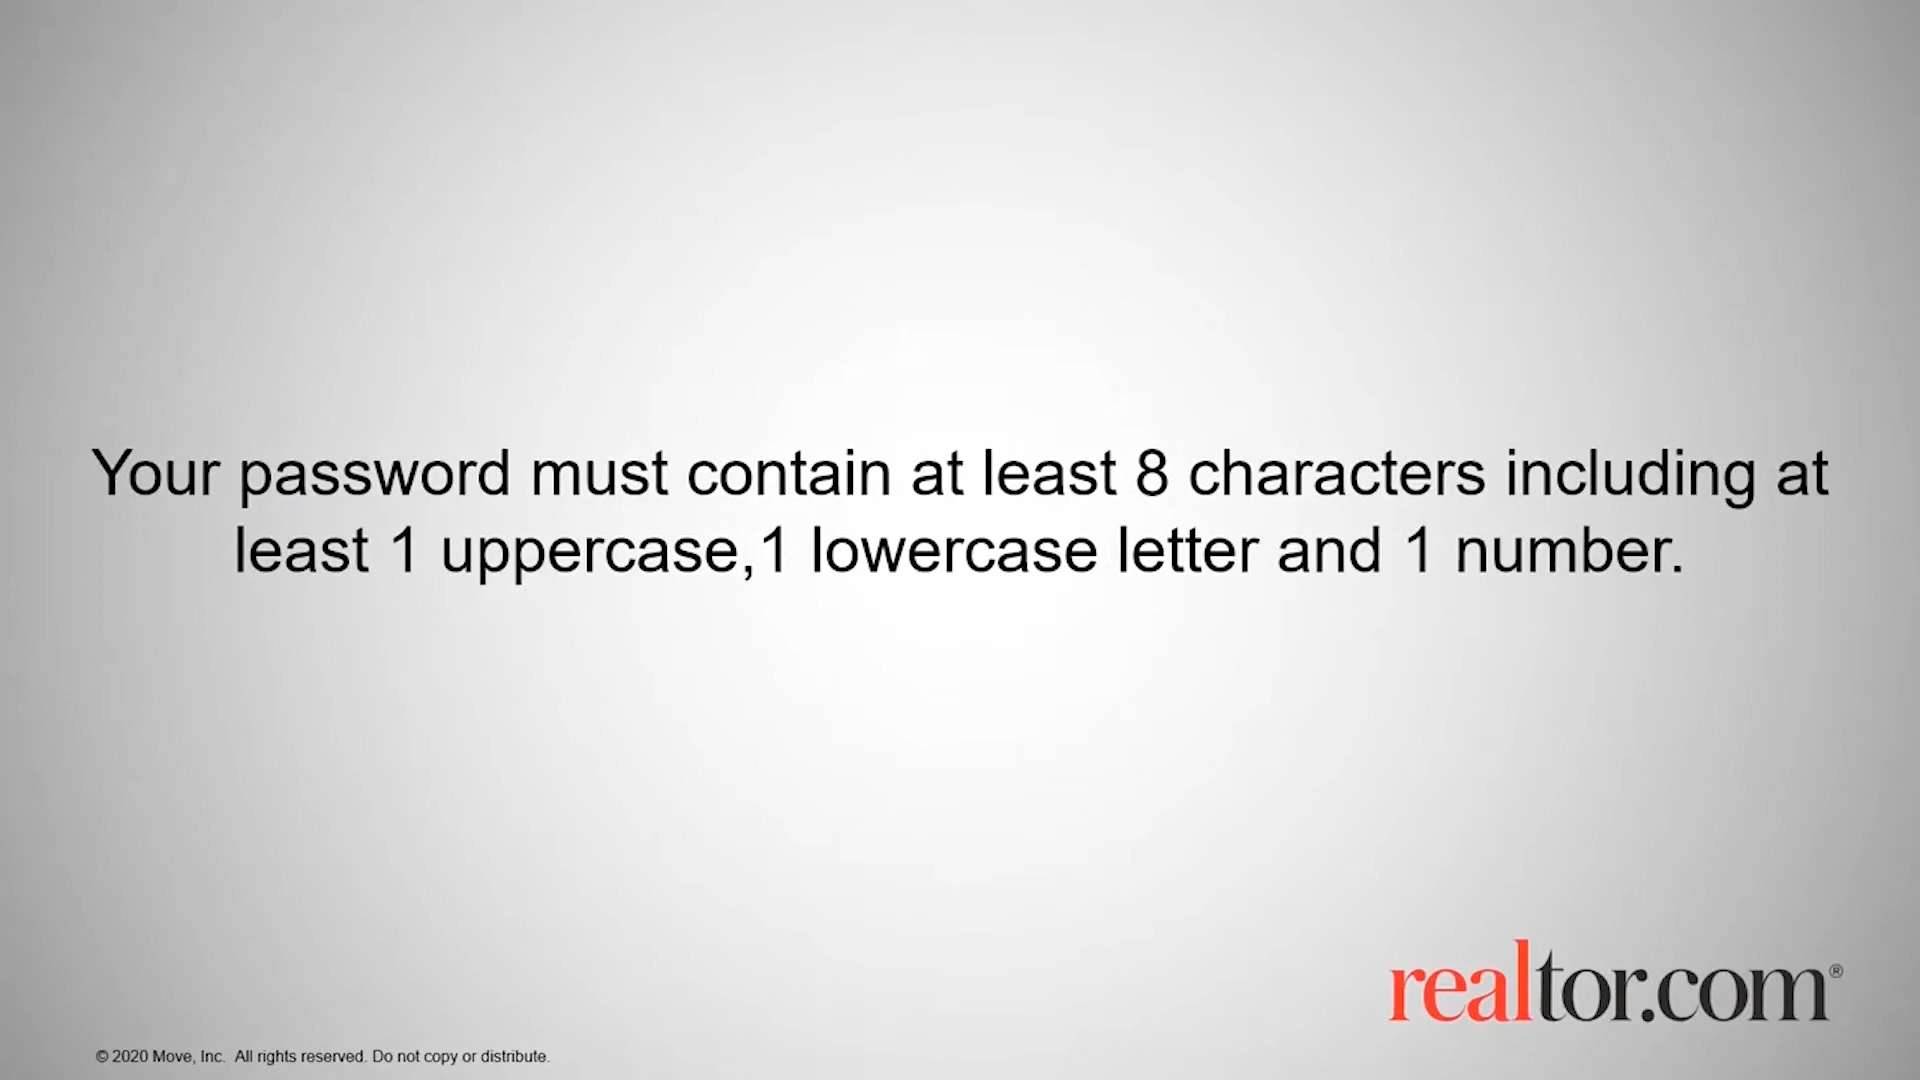 Your password must contain at least 8 characters including at
least 1 uppercase,1 lowercase letter and 1 number.
realtor.com®
© 2020 Move, Inc. All rights reserved. Do not copy or distribute.